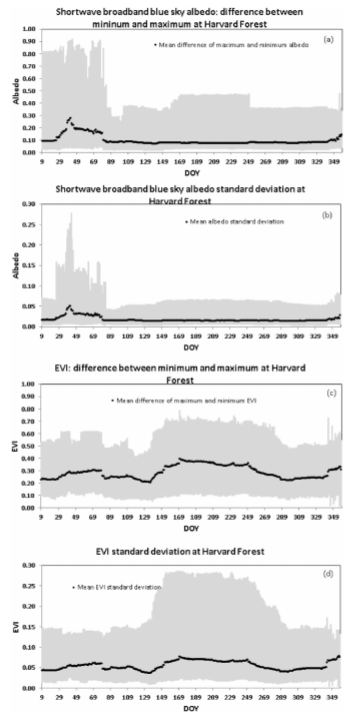 Shortwave broadband blue sky albedo: difference between
mininum and maximum at Harvard Forest
1.00
0.90
0.80
0.70
0.60
0.50
0.40
0.30
0.20
0.10
0.00
Albedo
• Mean difference of maximum and minimum albedo
(a)
9 29 49 69 89 109 129 149 169 189 209 229 249 269 289 309 329 349
DOY
Shortwave broadband blue sky albedo standard deviation at
Harvard Forest
0.30
0.25
0.20
0.15
0.10
0.05
0.00
Albedo
• Mean albedo standard deviation
(b)
9 29 49 69 89 109 129 149 169 189 209 229 249 269 289 309 329 349
DOY
EVI: difference between minimum and maximum at Harvard
Forest
1.00
0.90
0.80
0.70
0.60
0.50
0.40
0.30
0.20
0.10
0.00
EVI
• Mean difference of maximum and minimum EVI
(c)
9 29 49 69 89 109 129 149 169 189 209 229 249 269 289 309 329 349
DOY
EVI standard deviation at Harvard Forest
0.30
0.25
0.20
0.15
0.10
0.05
0.00
EVI
• Mean EVI standard deviation
(d)
9 29 49 69 89 109 129 149 169 189 209 229 249 269 289 309 329 349
DOY